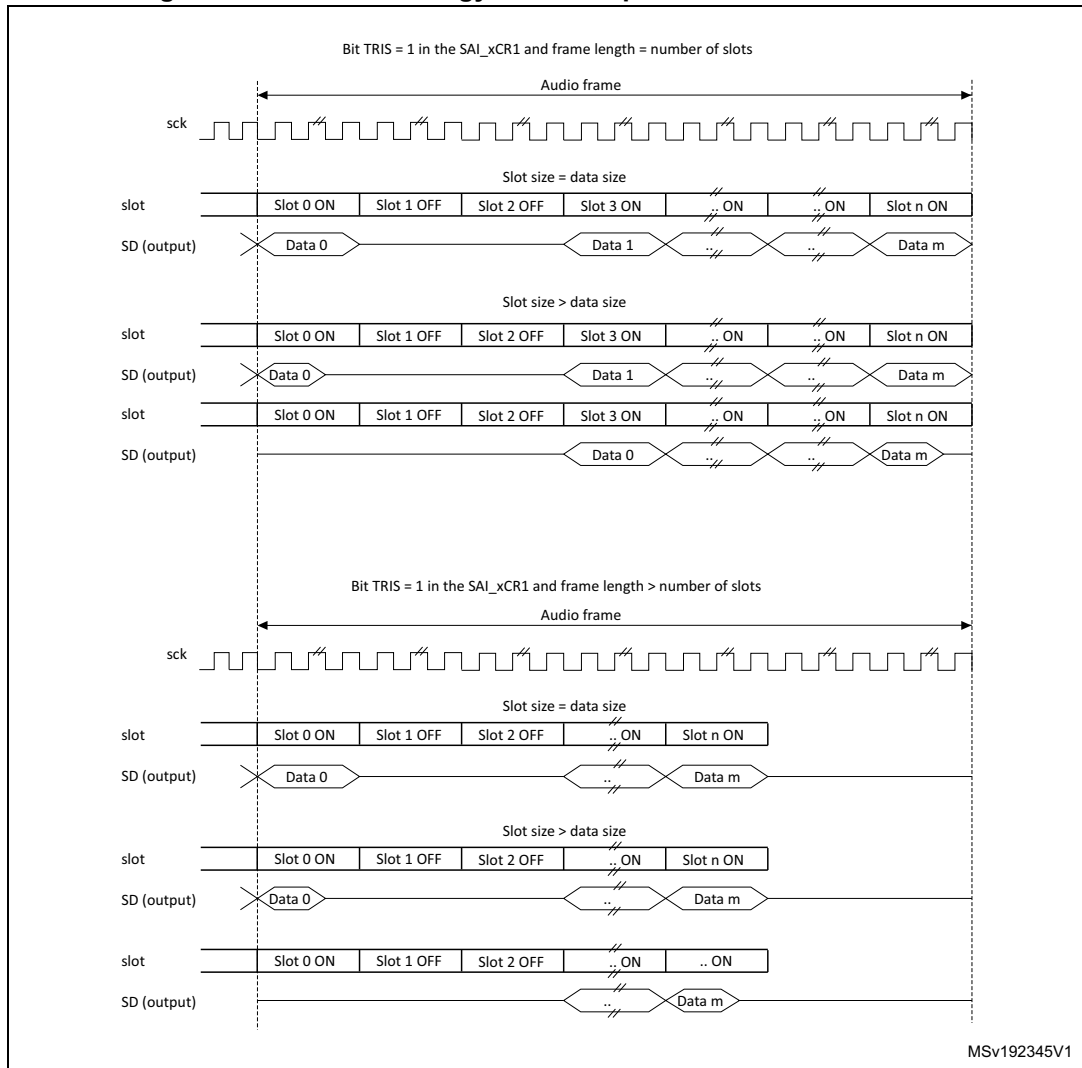 Bit TRIS = 1 in the SAI_xCR1 and frame length = number of slots
Audio frame
sck
Slot size = data size
slot Slot 0 ON Slot 1 OFF Slot 2 OFF Slot 3 ON .. ON .. ON Slot n ON
SD (output) Data 0 Data 1 .. .. Data m
Slot size > data size
slot Slot 0 ON Slot 1 OFF Slot 2 OFF Slot 3 ON .. ON .. ON Slot n ON
SD (output) Data 0 Data 1 .. .. Data m
slot Slot 0 ON Slot 1 OFF Slot 2 OFF Slot 3 ON .. ON .. ON Slot n ON
SD (output) Data 0 .. .. Data m
Bit TRIS = 1 in the SAI_xCR1 and frame length > number of slots
Audio frame
sck
Slot size = data size
slot Slot 0 ON Slot 1 OFF Slot 2 OFF .. ON Slot n ON
SD (output) Data 0 .. Data m
Slot size > data size
slot Slot 0 ON Slot 1 OFF Slot 2 OFF .. ON Slot n ON
SD (output) Data 0 .. Data m
slot Slot 0 ON Slot 1 OFF Slot 2 OFF .. ON .. ON
SD (output) .. Data m
MSv192345V1